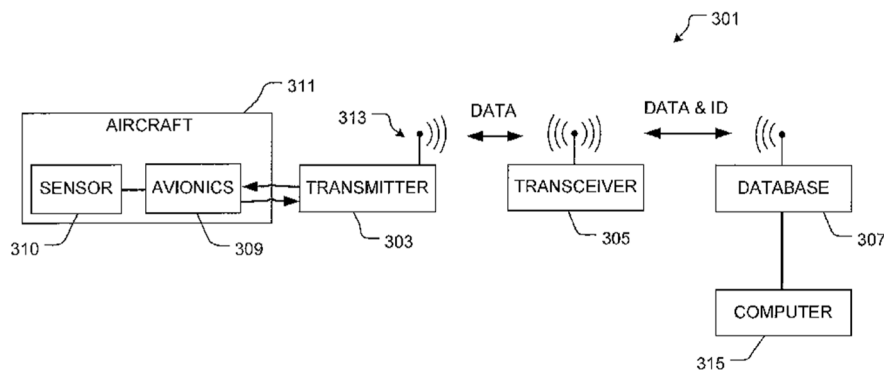 301
311
AIRCRAFT
313
DATA
DATA & ID
SENSOR
AVIONICS
TRANSMITTER
TRANSCEIVER
DATABASE
310
309
303
305
307
COMPUTER
315